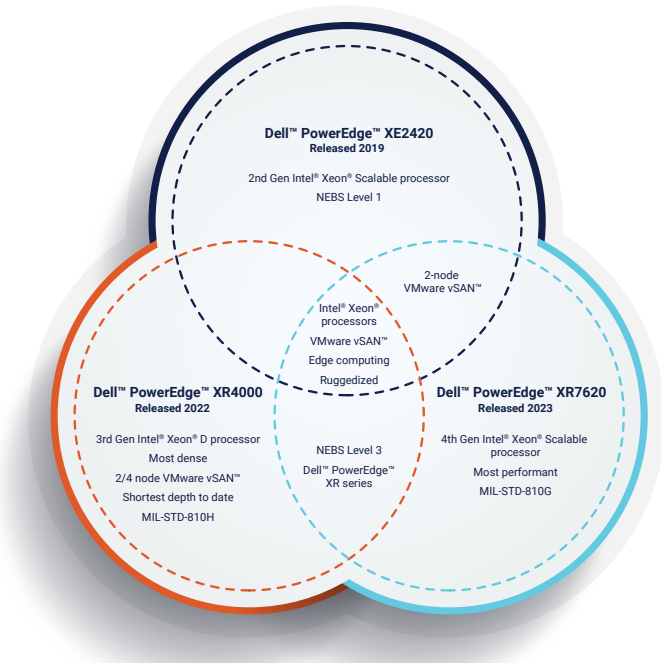 Dell™ PowerEdge™ XE2420
Released 2019
2nd Gen Intel® Xeon® Scalable processor
NEBS Level 1
2-node
VMware vSAN™
Intel® Xeon®
processors
VMware vSAN™
Edge computing
Ruggedized
Dell™ PowerEdge™ XR4000
Released 2022
3rd Gen Intel® Xeon® D processor
Most dense
2/4 node VMware vSAN™
Shortest depth to date
MIL-STD-810H
NEBS Level 3
Dell™ PowerEdge™
XR series
Dell™ PowerEdge™ XR7620
Released 2023
4th Gen Intel® Xeon® Scalable
processor
Most performant
MIL-STD-810G